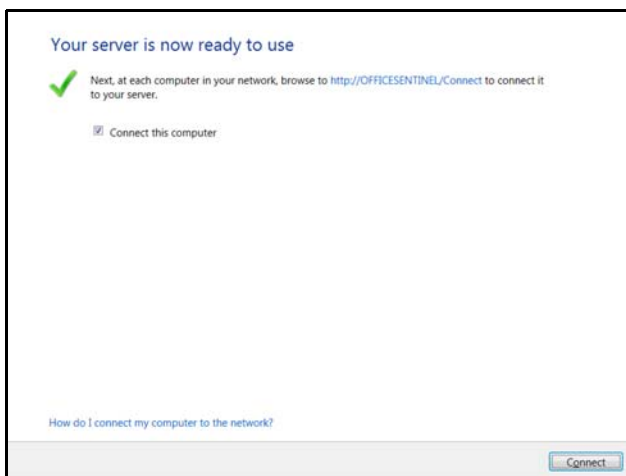 Your server is now ready to use
Next, at each computer in your network, browse to http://OFFICESENTINEL/Connect to connect it
to your server.
Connect this computer
How do I connect my computer to the network?
Connect